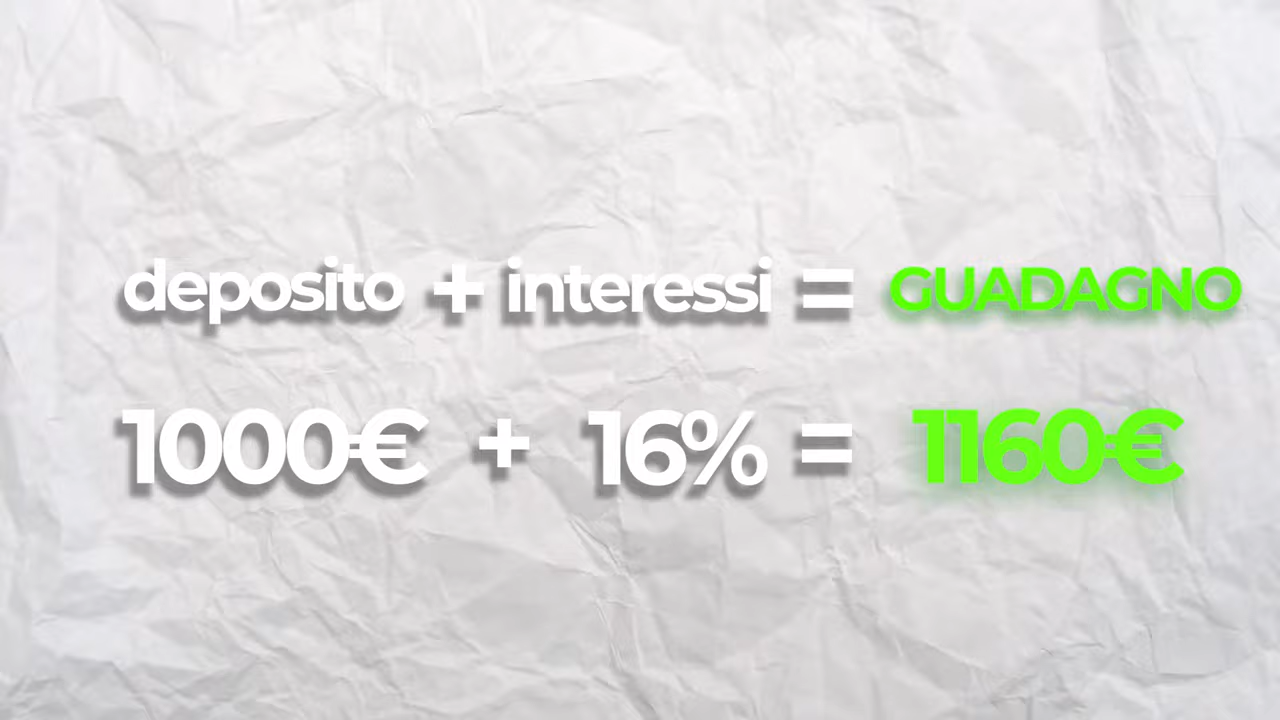 deposito + interessi = GUADAGNO
1000€ + 16% = 1160€